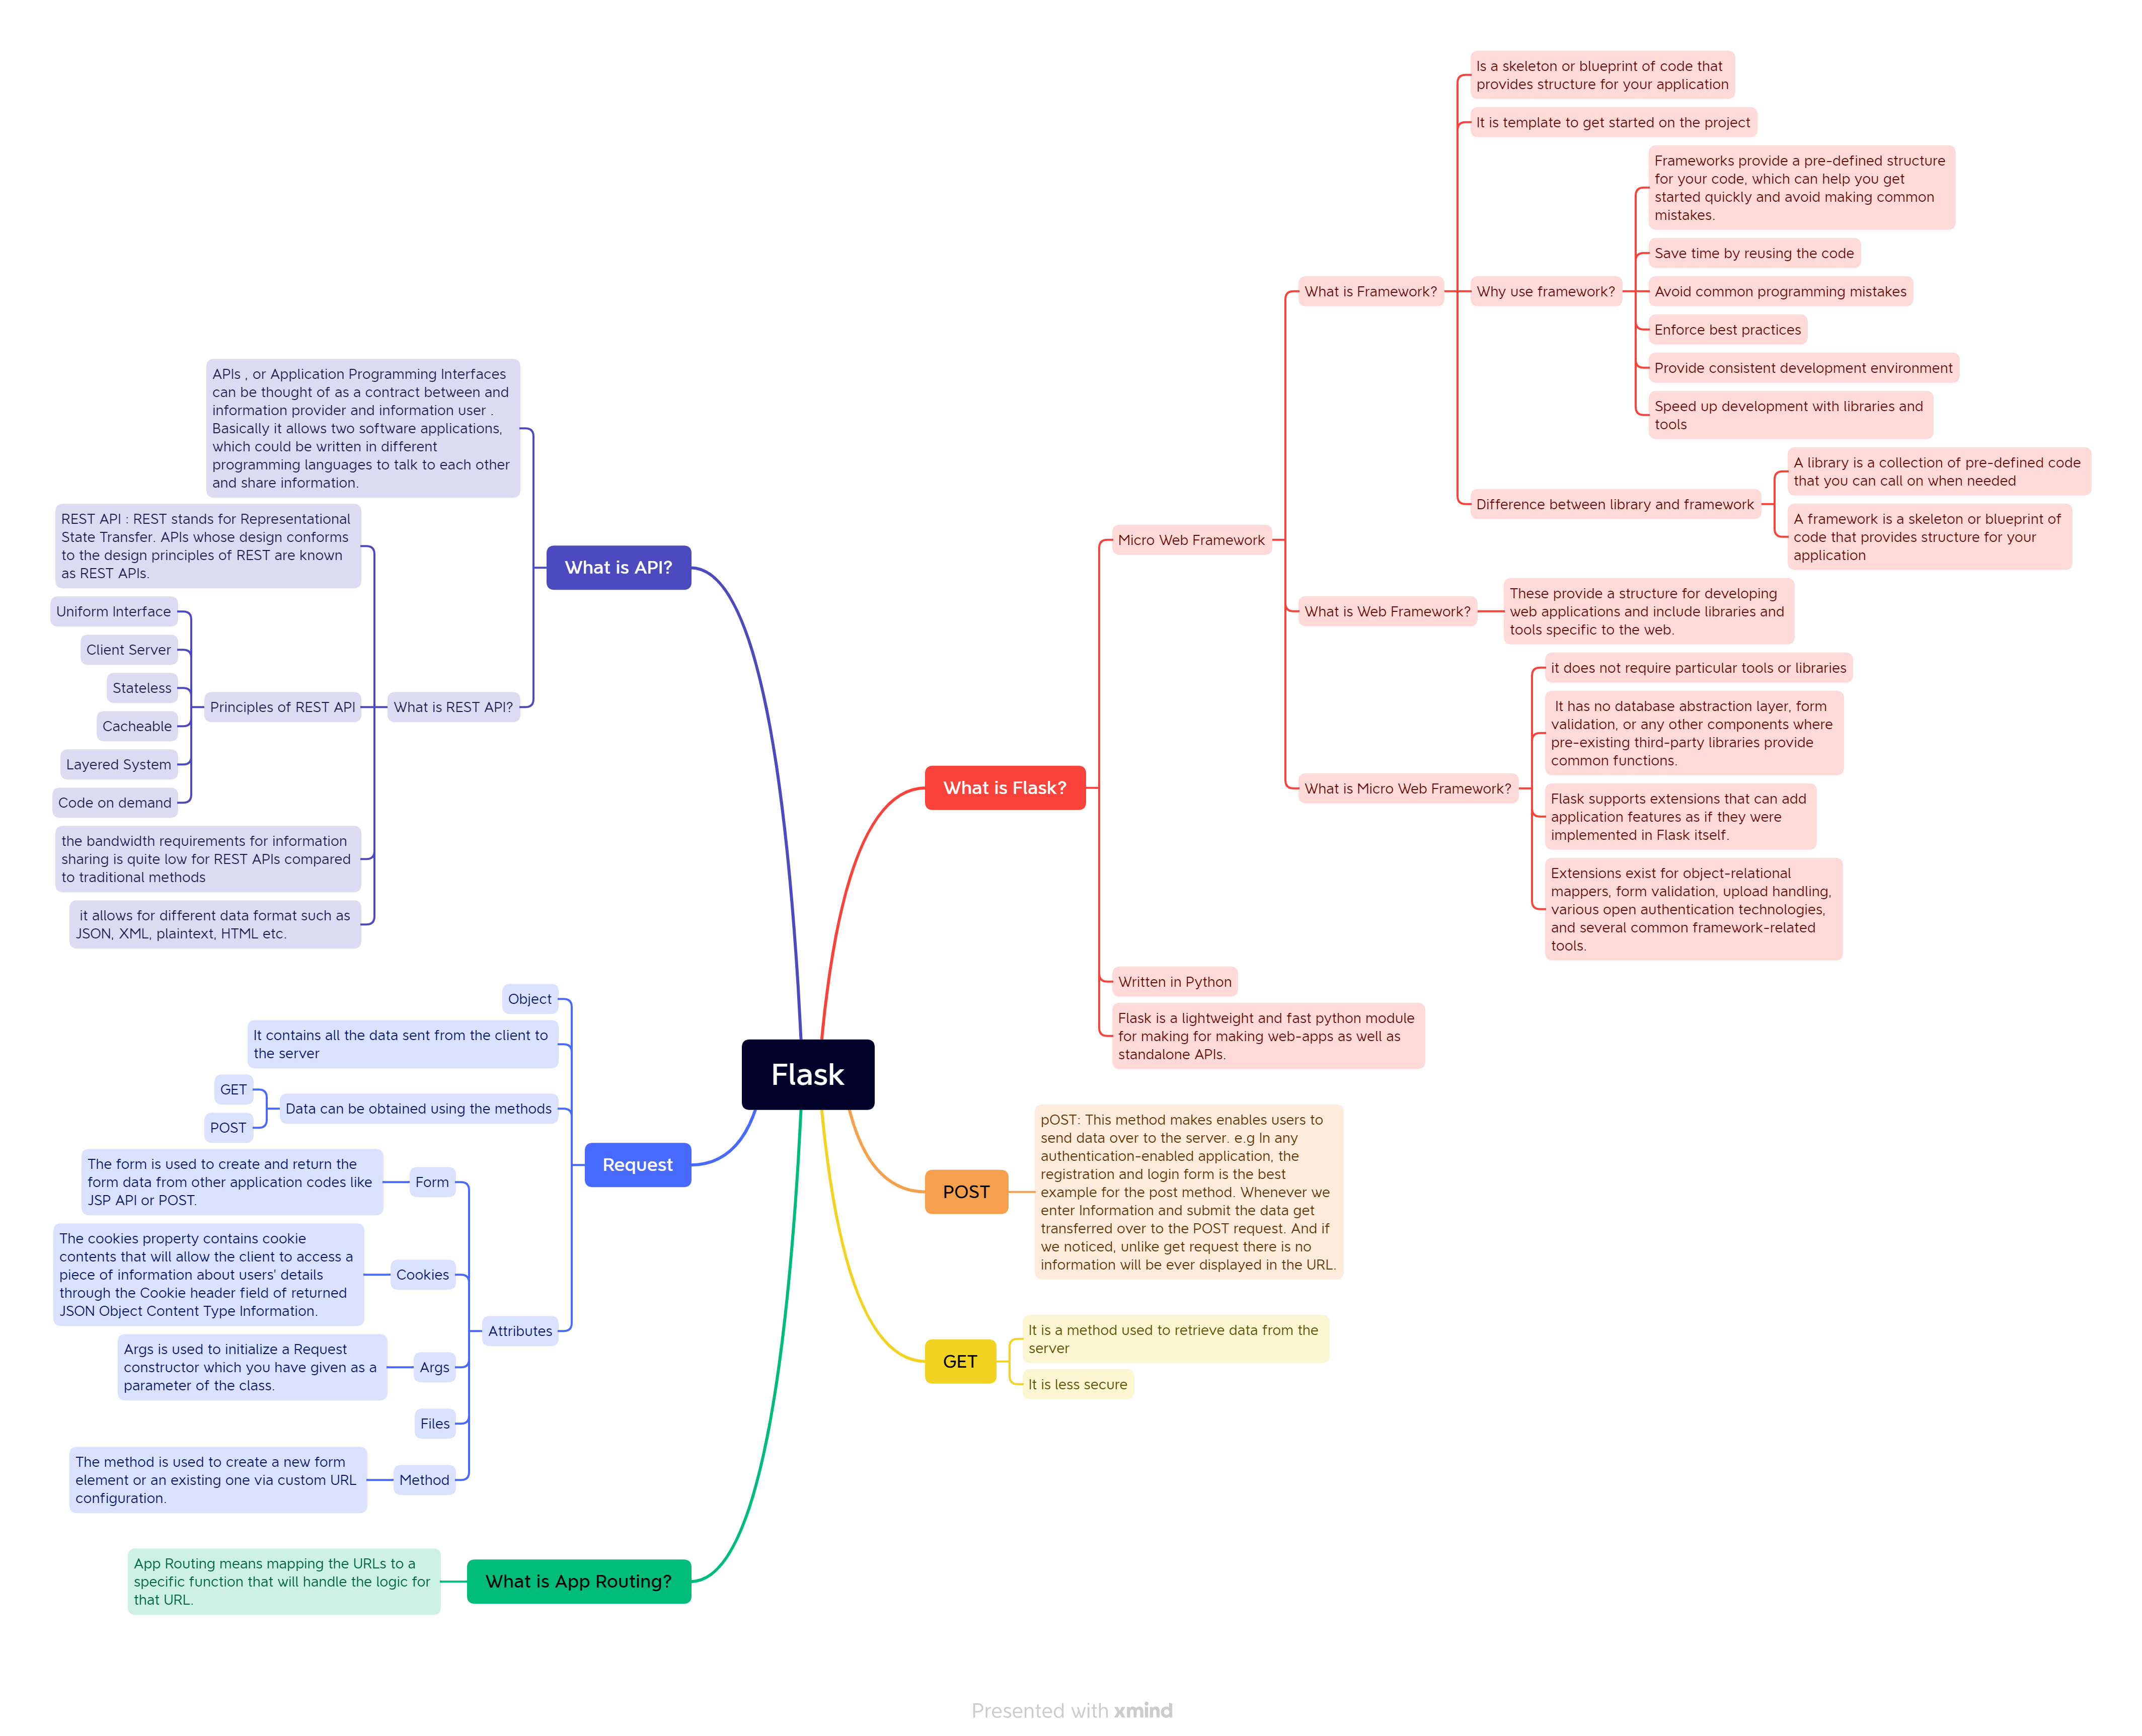 Flask
What is Flask?
Micro Web Framework
What is Framework?
Is a skeleton or blueprint of code that
provides structure for your application
It is template to get started on the project
Why use framework?
Frameworks provide a pre-defined structure
for your code, which can help you get
started quickly and avoid making common
mistakes.
Save time by reusing the code
Avoid common programming mistakes
Enforce best practices
Provide consistent development environment
Speed up development with libraries and
tools
Difference between library and framework
A library is a collection of pre-defined code
that you can call on when needed
A framework is a skeleton or blueprint of
code that provides structure for your
application
What is Web Framework?
These provide a structure for developing
web applications and include libraries and
tools specific to the web.
What is Micro Web Framework?
it does not require particular tools or libraries
It has no database abstraction layer, form
validation, or any other components where
pre-existing third-party libraries provide
common functions.
Flask supports extensions that can add
application features as if they were
implemented in Flask itself.
Extensions exist for object-relational
mappers, form validation, upload handling,
various open authentication technologies,
and several common framework-related
tools.
Written in Python
Flask is a lightweight and fast python module
for making for making web-apps as well as
standalone APIs.
POST
pOST: This method makes enables users to
send data over to the server. e.g In any
authentication-enabled application, the
registration and login form is the best
example for the post method. Whenever we
enter Information and submit the data get
transferred over to the POST request. And if
we noticed, unlike get request there is no
information will be ever displayed in the URL.
GET
It is a method used to retrieve data from the
server
It is less secure
What is API?
APIs , or Application Programming Interfaces
can be thought of as a contract between and
information provider and information user .
Basically it allows two software applications,
which could be written in different
programming languages to talk to each other
and share information.
What is REST API?
REST API : REST stands for Representational
State Transfer. APIs whose design conforms
to the design principles of REST are known
as REST APIs.
Principles of REST API
Uniform Interface
Client Server
Stateless
Cacheable
Layered System
Code on demand
the bandwidth requirements for information
sharing is quite low for REST APIs compared
to traditional methods
it allows for different data format such as
JSON, XML, plaintext, HTML etc.
Request
Object
It contains all the data sent from the client to
the server
Data can be obtained using the methods
GET
POST
Attributes
Form
The form is used to create and return the
form data from other application codes like
JSP API or POST.
Cookies
The cookies property contains cookie
contents that will allow the client to access a
piece of information about users' details
through the Cookie header field of returned
JSON Object Content Type Information.
Args
Args is used to initialize a Request
constructor which you have given as a
parameter of the class.
Files
Method
The method is used to create a new form
element or an existing one via custom URL
configuration.
What is App Routing?
App Routing means mapping the URLs to a
specific function that will handle the logic for
that URL.
Presented with xmind